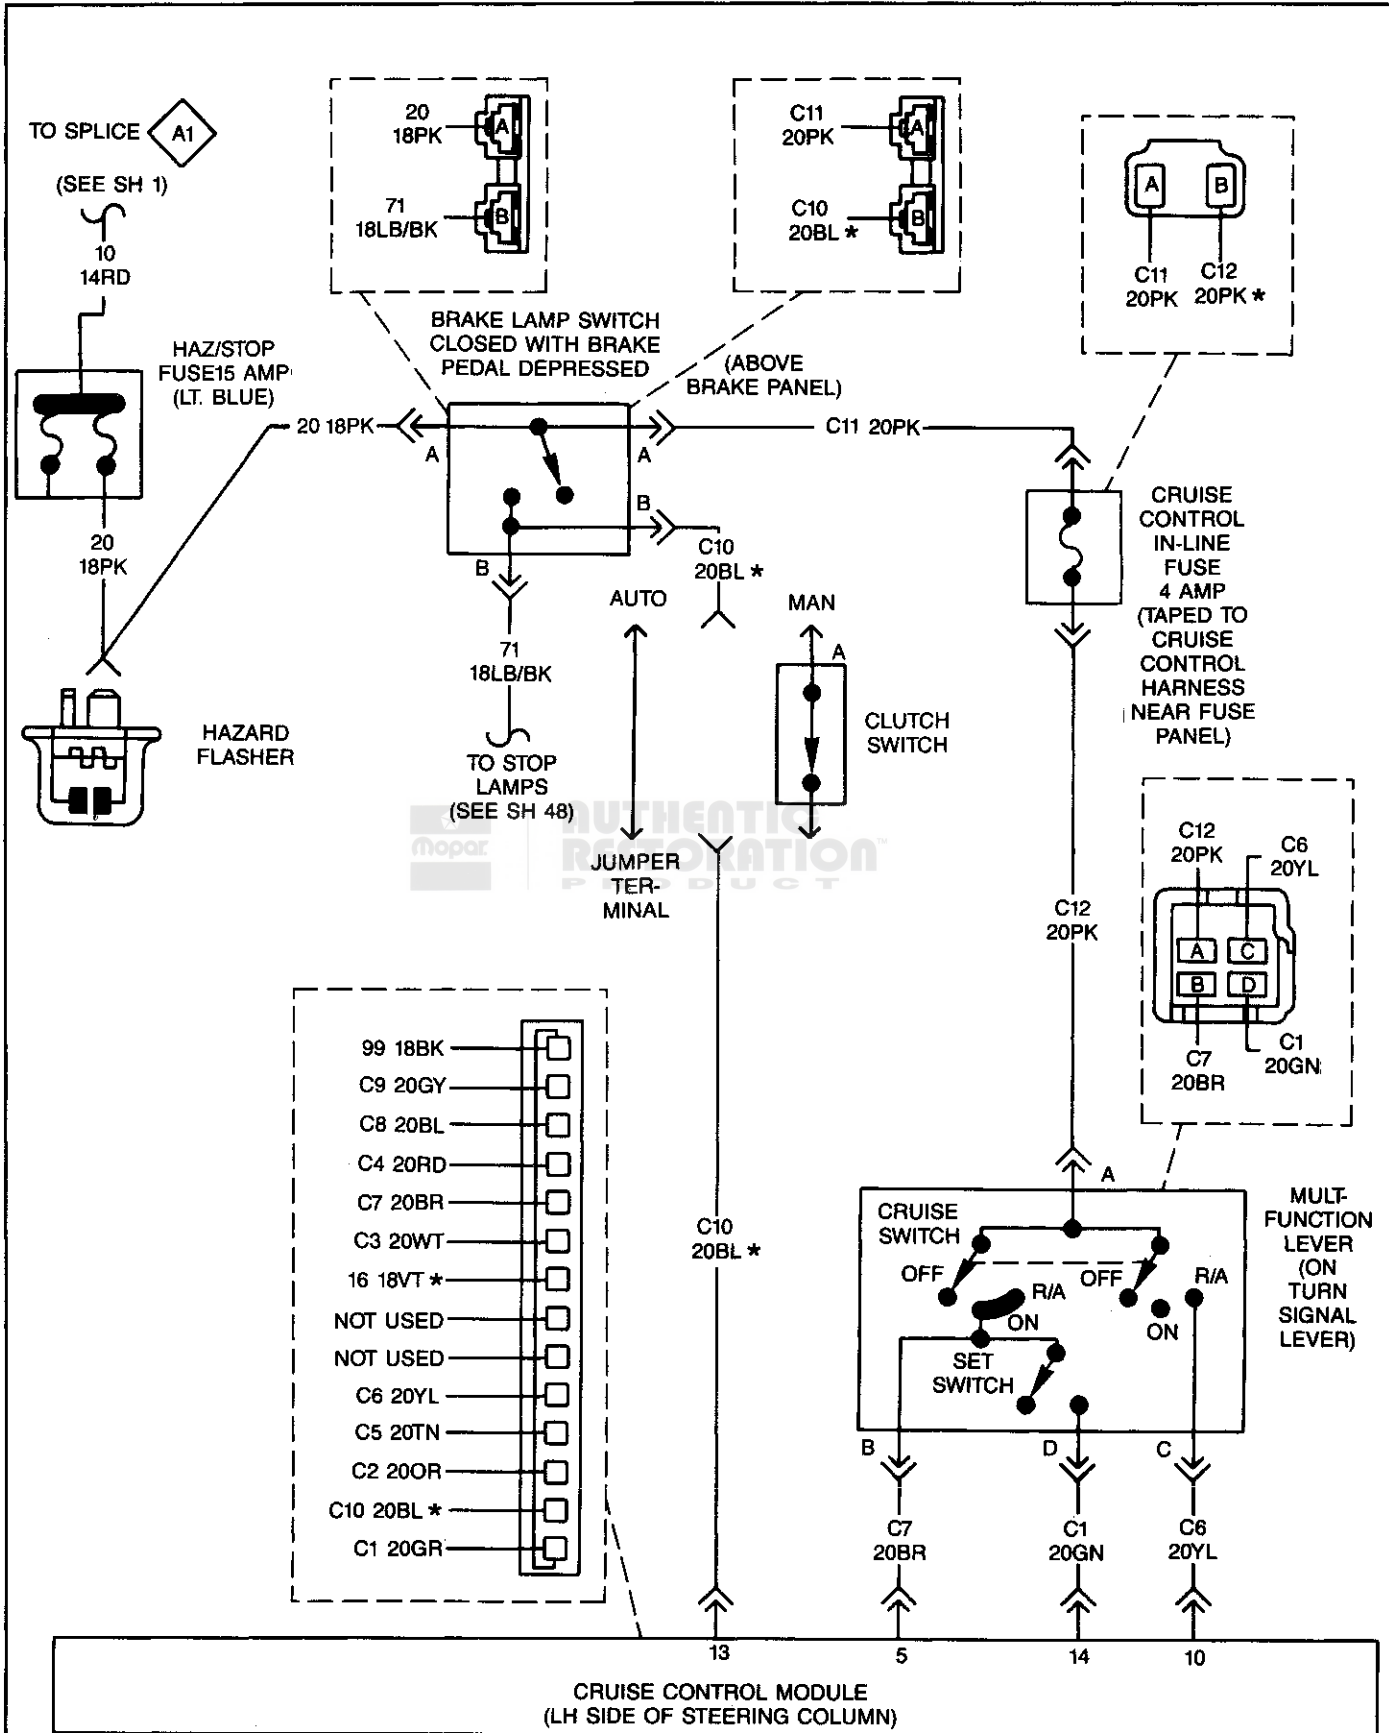 TO SPLICE
A1
(SEE SH 1)
10
14RD
HAZ/STOP
FUSE15 AMP
(LT. BLUE)
20
18PK
HAZARD
FLASHER
20
18PK
A
71
18LB/BK
B
C11
20PK
A
C10
20BL *
B
A
B
C11
20PK
C12
20PK *
BRAKE LAMP SWITCH
CLOSED WITH BRAKE
PEDAL DEPRESSED
(ABOVE
BRAKE PANEL)
20 18PK
A
A
C11 20PK
B
B
C10
20BL *
71
18LB/BK
TO STOP
LAMPS
(SEE SH 48)
AUTO
MAN
A
CLUTCH
SWITCH
JUMPER
TER-
MINAL
CRUISE
CONTROL
IN-LINE
FUSE
4 AMP
(TAPED TO
CRUISE
CONTROL
HARNESS
NEAR FUSE
PANEL)
Mopar
AUTHENTIC
RESTORATION™
PRODUCT
C12
20PK
C12
20PK
C6
20YL
A
C
B
D
C7
20BR
C1
20GN
99 18BK
C9 20GY
C8 20BL
C4 20RD
C7 20BR
C3 20WT
16 18VT *
NOT USED
NOT USED
C6 20YL
C5 20TN
C2 20OR
C10 20BL *
C1 20GR
C10
20BL *
A
CRUISE
SWITCH
OFF
R/A
ON
OFF
R/A
ON
SET
SWITCH
MULT-
FUNCTION
LEVER
(ON
TURN
SIGNAL
LEVER)
B
D
C
C7
20BR
C1
20GN
C6
20YL
13
5
14
10
CRUISE CONTROL MODULE
(LH SIDE OF STEERING COLUMN)